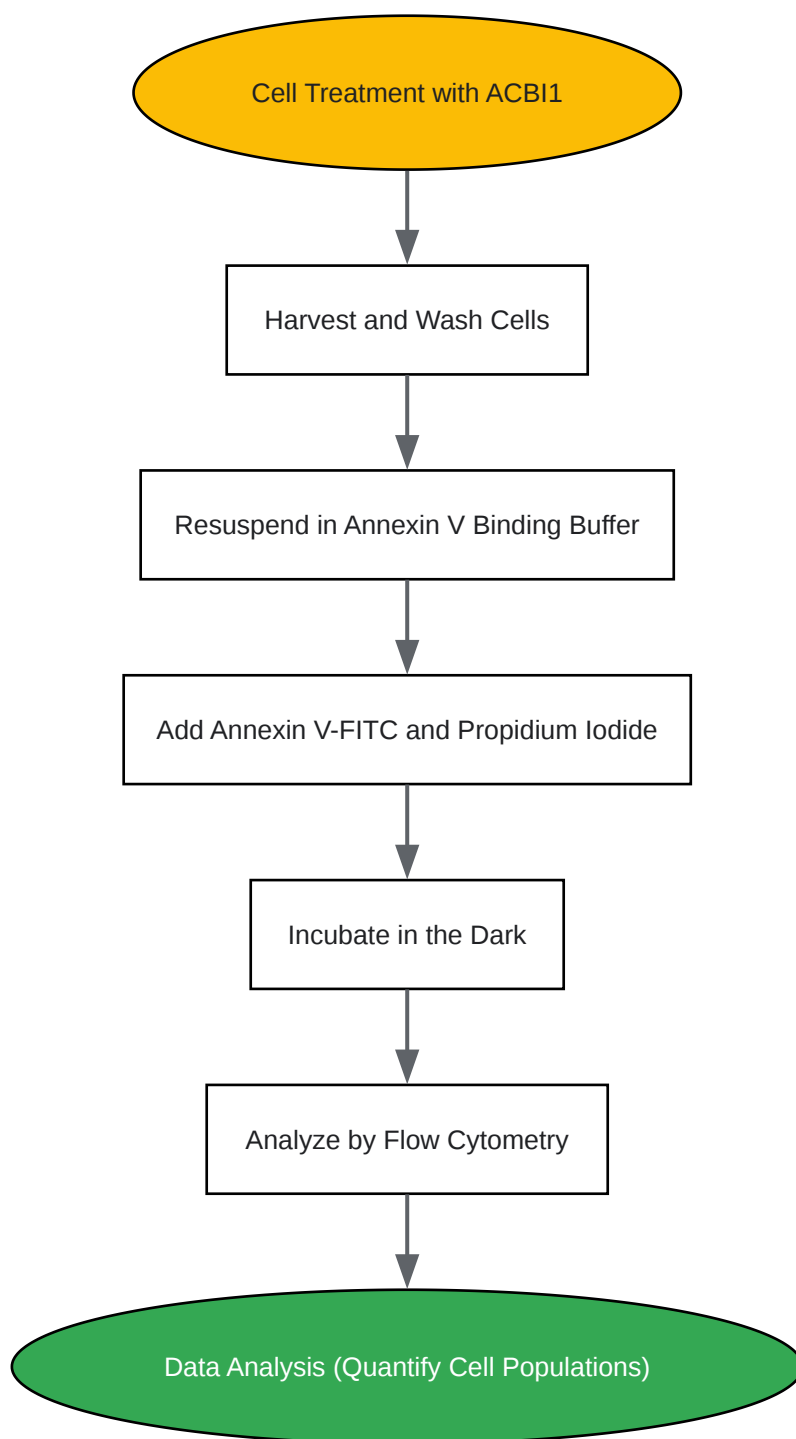 Cell Treatment with ACBI1
Harvest and Wash Cells
Resuspend in Annexin V Binding Buffer
Add Annexin V-FITC and Propidium Iodide
Incubate in the Dark
Analyze by Flow Cytometry
Data Analysis (Quantify Cell Populations)